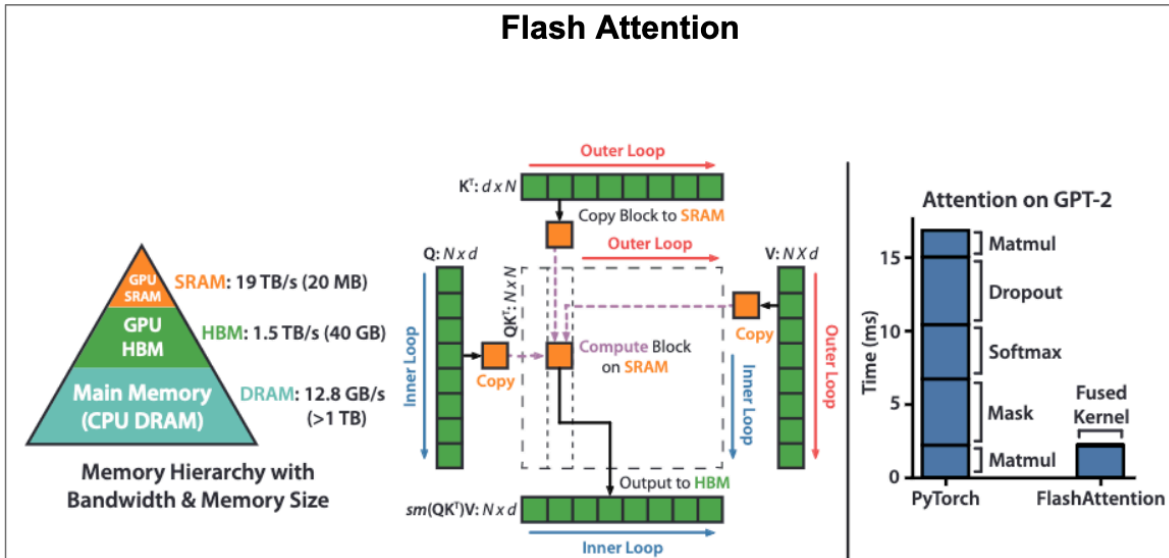 Flash Attention
GPU
SRAM
GPU
HBM
Main Memory
(CPU DRAM)
SRAM: 19 TB/s (20 MB)
HBM: 1.5 TB/s (40 GB)
DRAM: 12.8 GB/s
(>1 TB)
Memory Hierarchy with
Bandwidth & Memory Size
Outer Loop
Kᵀ: d x N
Copy Block to SRAM
Outer Loop
Q: N x d
V: N X d
QKᵀ: N x N
Inner Loop
Copy
Compute Block
on SRAM
Copy
Inner Loop
Outer Loop
Output to HBM
sm(QKᵀ)V: N x d
Inner Loop
Attention on GPT-2
Time (ms)
15
10
5
0
Matmul
Dropout
Softmax
Mask
Matmul
Fused
Kernel
PyTorch
FlashAttention